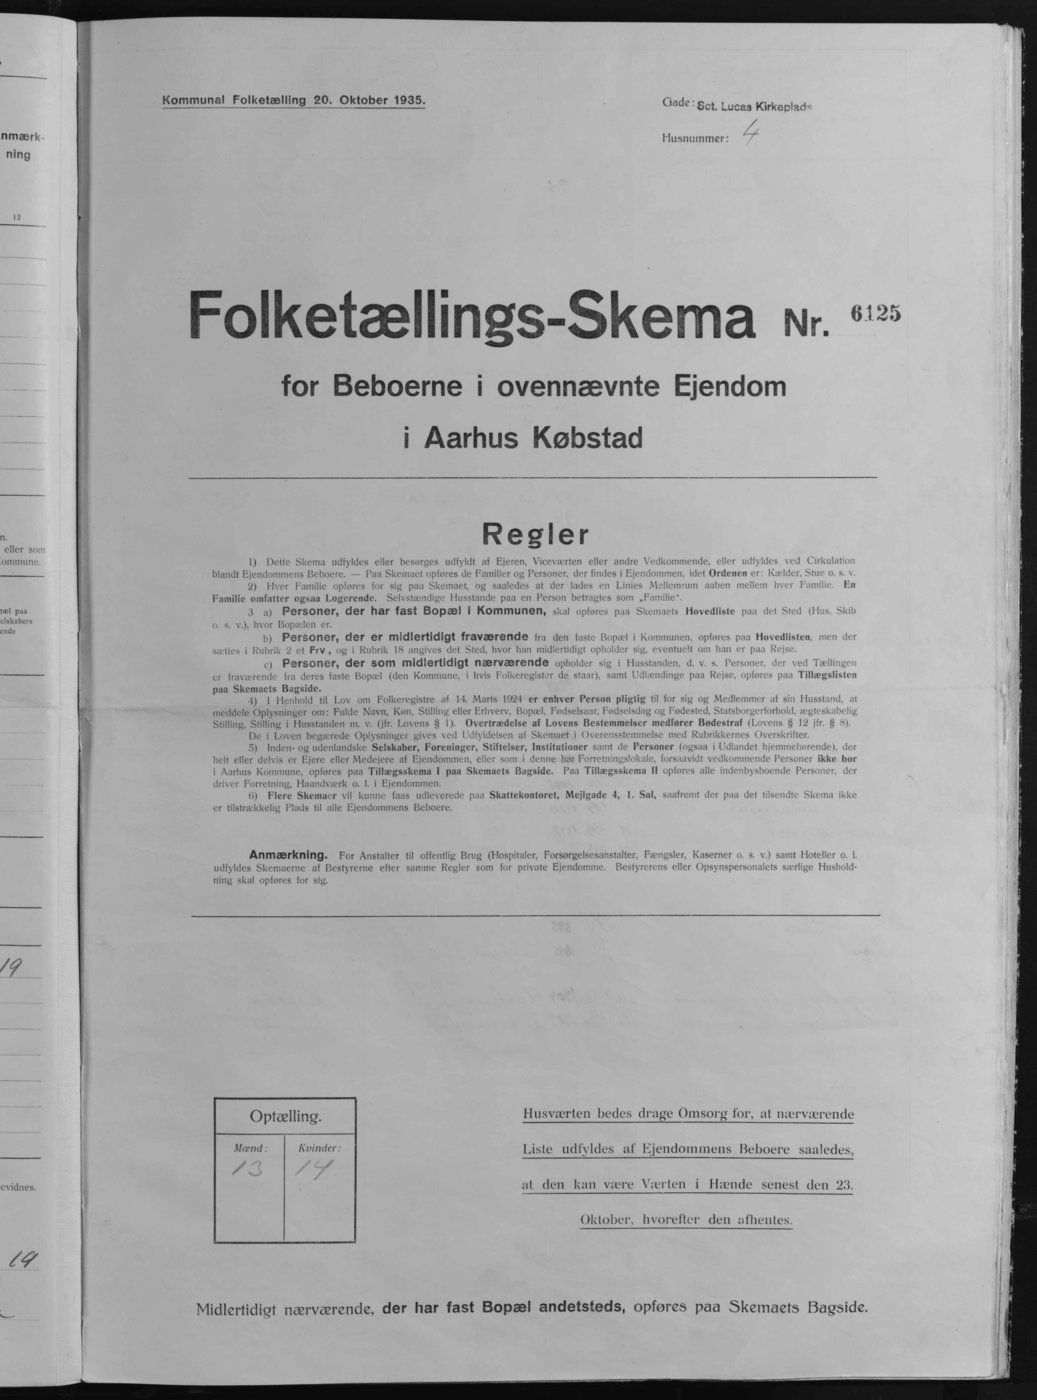 Kommunal Folketælling 20. Oktober 1935.
Gade: Sct. Lucas Kirkeplads
Husnummer: 4
nmærk-
ning
12
Folketællings-Skema Nr. 6125
for Beboerne i ovennævnte Ejendom
i Aarhus Købstad
Regler
1) Dette Skema udfyldes eller besørges udfyldt af Ejeren, Viceværten eller andre Vedkommende, eller udfyldes ved Cirkulation
blandt Ejendommens Beboere. — Paa Skemaet opføres de Familier og Personer, der findes i Ejendommen, idet Ordenen er: Kælder, Stue o. s. v.
2) Hver Familie opføres for sig paa Skemaet, og saaledes at der lades en Linies Mellemrum aaben mellem hver Familie. En
Familie omfatter ogsaa Logerende. Selvstændige Husstande paa en Person betragtes som „Familie“.
3 a) Personer, der har fast Bopæl i Kommunen, skal opføres paa Skemaets Hovedliste paa det Sted (Hus, Skib
o. s. v.), hvor Bopælen er.
b) Personer, der er midlertidigt fraværende fra den faste Bopæl i Kommunen, opføres paa Hovedlisten, men der
sættes i Rubrik 2 et Frv., og i Rubrik 18 angives det Sted, hvor han midlertidigt opholder sig, eventuelt om han er paa Rejse.
c) Personer, der som midlertidigt nærværende opholder sig i Husstanden, d. v. s. Personer, der ved Tællingen
er fraværende fra deres faste Bopæl (den Kommune, i hvis Folkeregister de staar), samt Udlændinge paa Rejse, opføres paa Tillægslisten
paa Skemaets Bagside.
4) I Henhold til Lov om Folkeregistre af 14. Marts 1924 er enhver Person pligtig til for sig og Medlemmer af sin Husstand, at
meddele Oplysninger om: Fulde Navn, Køn, Stilling eller Erhverv, Bopæl, Fødselsaar, Fødselsdag og Fødested, Statsborgerforhold, ægteskabelig
Stilling, Stilling i Husstanden m. v. (jfr. Lovens § 1). Overtrædelse af Lovens Bestemmelser medfører Bødestraf (Lovens § 12 jfr. § 8).
De i Loven begærede Oplysninger gives ved Udfyldelsen af Skemaet i Overensstemmelse med Rubrikkernes Overskrifter.
5) Inden- og udenlandske Selskaber, Foreninger, Stiftelser, Institutioner samt de Personer (ogsaa i Udlandet hjemmehørende), der
helt eller delvis er Ejere eller Medejere af Ejendommen, eller som i denne har Forretningslokale, forsaavidt vedkommende Personer ikke bor
i Aarhus Kommune, opføres paa Tillægsskema I paa Skemaets Bagside. Paa Tillægsskema II opføres alle indenbysboende Personer, der
driver Forretning, Haandværk o. l. i Ejendommen.
6) Flere Skemaer vil kunne faas udleverede paa Skattekontoret, Mejlgade 4, 1. Sal, saafremt der paa det tilsendte Skema ikke
er tilstrækkelig Plads til alle Ejendommens Beboere.
Anmærkning. For Anstalter til offentlig Brug (Hospitaler, Forsørgelsesanstalter, Fængsler, Kaserner o. s. v.) samt Hoteller o. l.
udfyldes Skemaerne af Bestyrerne efter samme Regler som for private Ejendomme. Bestyrerens eller Opsynspersonalets særlige Hushold-
ning skal opføres for sig.
n.
eller som
ommune.
pæl paa
elskabers
ende
19
evidnes.
19
Optælling.
Mænd: Kvinder:
13 14
Husværten bedes drage Omsorg for, at nærværende
Liste udfyldes af Ejendommens Beboere saaledes,
at den kan være Værten i Hænde senest den 23.
Oktober, hvorefter den afhentes.
Midlertidigt nærværende, der har fast Bopæl andetsteds, opføres paa Skemaets Bagside.